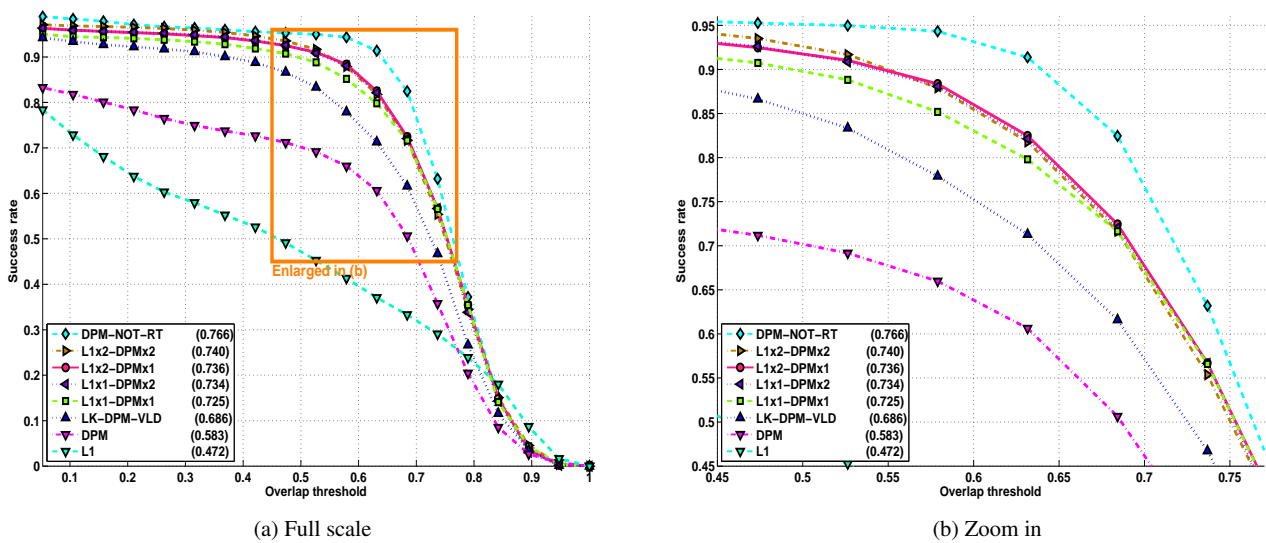 0.9
0.8
0.7
0.6
0.5
0.4
0.3
0.2
0.1
0
Success rate
Enlarged in (b)
DPM−NOT−RT (0.766)
L1x2−DPMx2 (0.740)
L1x2−DPMx1 (0.736)
L1x1−DPMx2 (0.734)
L1x1−DPMx1 (0.725)
LK−DPM−VLD (0.686)
DPM (0.583)
L1 (0.472)
0.1 0.2 0.3 0.4 0.5 0.6 0.7 0.8 0.9 1
Overlap threshold
(a) Full scale
0.95
0.9
0.85
0.8
0.75
0.7
0.65
0.6
0.55
0.5
0.45
Success rate
DPM−NOT−RT (0.766)
L1x2−DPMx2 (0.740)
L1x2−DPMx1 (0.736)
L1x1−DPMx2 (0.734)
L1x1−DPMx1 (0.725)
LK−DPM−VLD (0.686)
DPM (0.583)
L1 (0.472)
0.45 0.5 0.55 0.6 0.65 0.7 0.75
Overlap threshold
(b) Zoom in